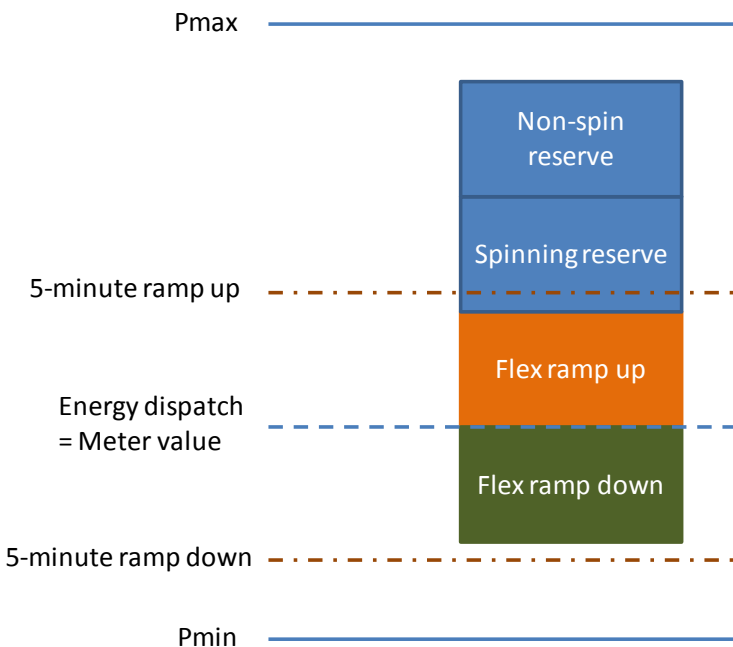 Pmax
Non-spin
reserve
Spinning reserve
5-minute ramp up
Flex ramp up
Energy dispatch
= Meter value
Flex ramp down
5-minute ramp down
Pmin